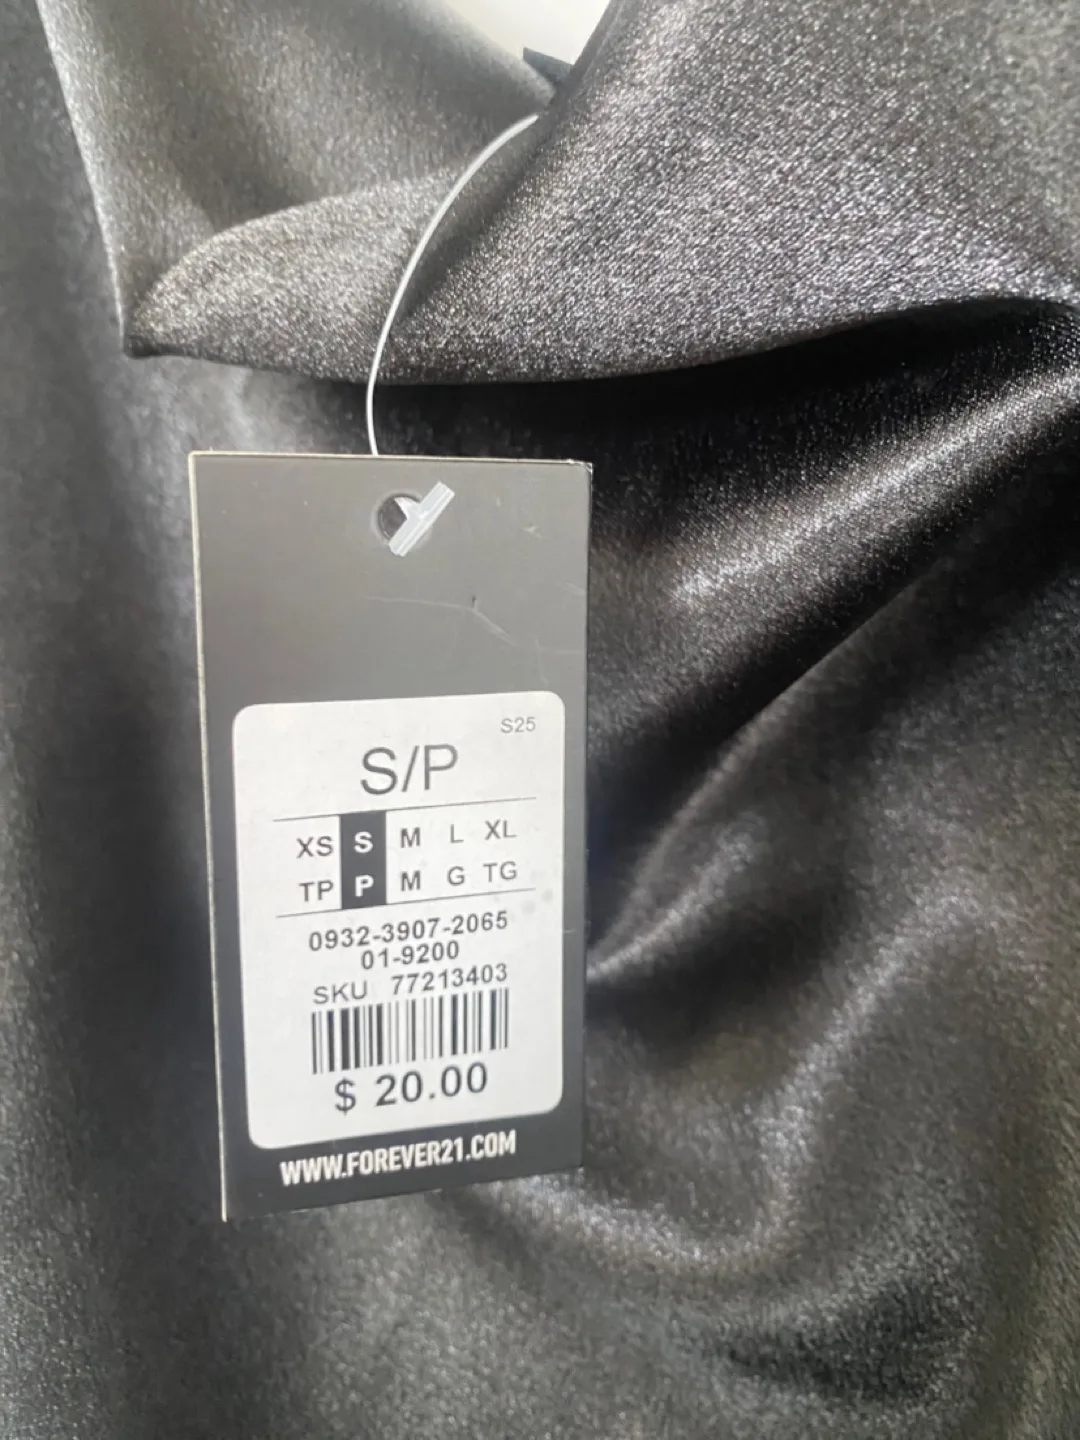 S25
S/P
XS S M L XL
TP P M G TG
0932-3907-2065
01-9200
SKU 77213403
$ 20.00
WWW.FOREVER21.COM